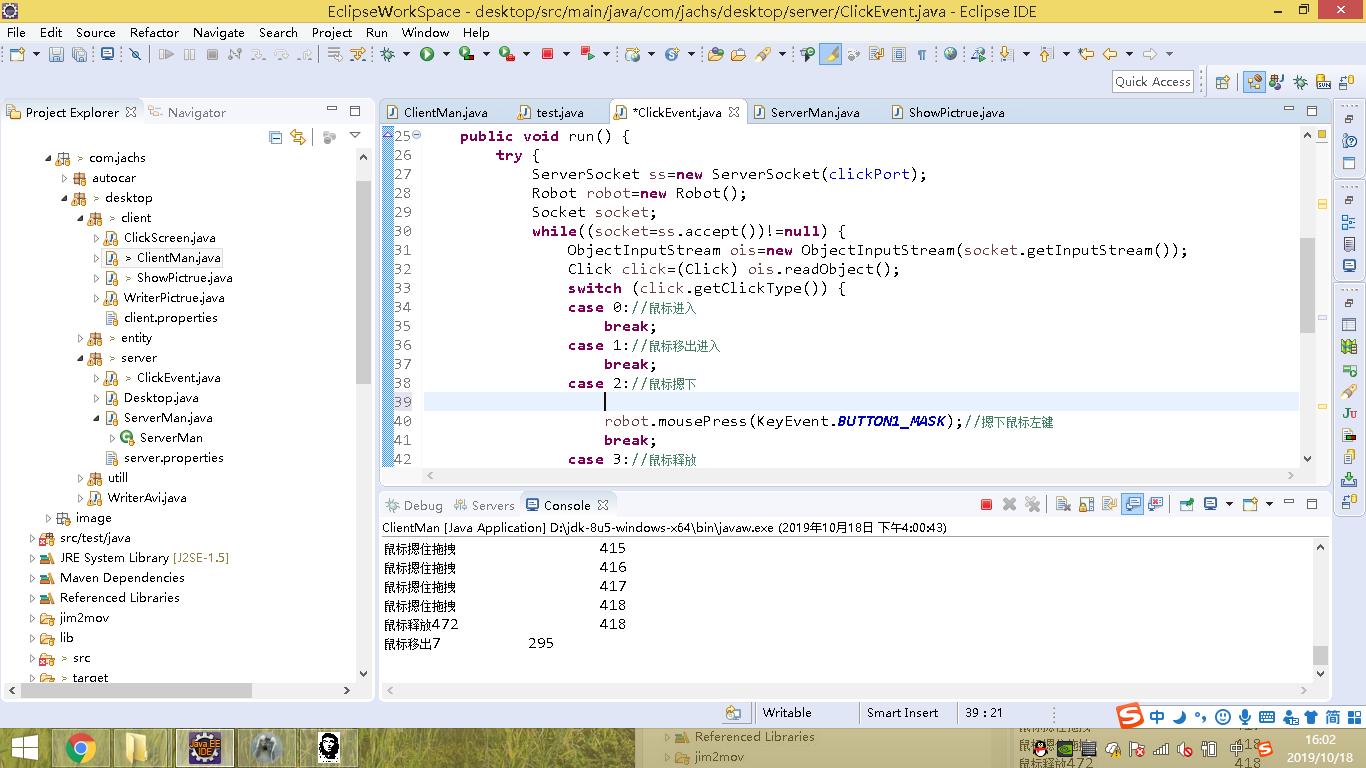 EclipseWorkSpace - desktop/src/main/java/com/jachs/desktop/server/ClickEvent.java - Eclipse IDE
File Edit Source Refactor Navigate Search Project Run Window Help
Quick Access
Project Explorer Navigator
> com.jachs
autocar
> desktop
> client
ClickScreen.java
> ClientMan.java
> ShowPictrue.java
WriterPictrue.java
client.properties
> entity
> server
> ClickEvent.java
Desktop.java
ServerMan.java
ServerMan
server.properties
utill
WriterAvi.java
image
src/test/java
JRE System Library [J2SE-1.5]
Maven Dependencies
Referenced Libraries
jim2mov
lib
> src
> target
ClientMan.java test.java *ClickEvent.java ServerMan.java ShowPictrue.java
25 public void run() {
26 try {
27 ServerSocket ss=new ServerSocket(clickPort);
28 Robot robot=new Robot();
29 Socket socket;
30 while((socket=ss.accept())!=null) {
31 ObjectInputStream ois=new ObjectInputStream(socket.getInputStream());
32 Click click=(Click) ois.readObject();
33 switch (click.getClickType()) {
34 case 0://鼠标进入
35 break;
36 case 1://鼠标移出进入
37 break;
38 case 2://鼠标摁下
39
40 robot.mousePress(KeyEvent.BUTTON1_MASK);//摁下鼠标左键
41 break;
42 case 3://鼠标释放
Debug Servers Console
ClientMan [Java Application] D:\jdk-8u5-windows-x64\bin\javaw.exe (2019年10月18日 下午4:00:43)
鼠标摁住拖拽 415
鼠标摁住拖拽 416
鼠标摁住拖拽 417
鼠标摁住拖拽 418
鼠标释放472 418
鼠标移出7 295
Writable Smart Insert 39 : 21
中 简
Java EE
IDE
Referenced Libraries
jim2mov
鼠标释放472 418
中
16:02
2019/10/18